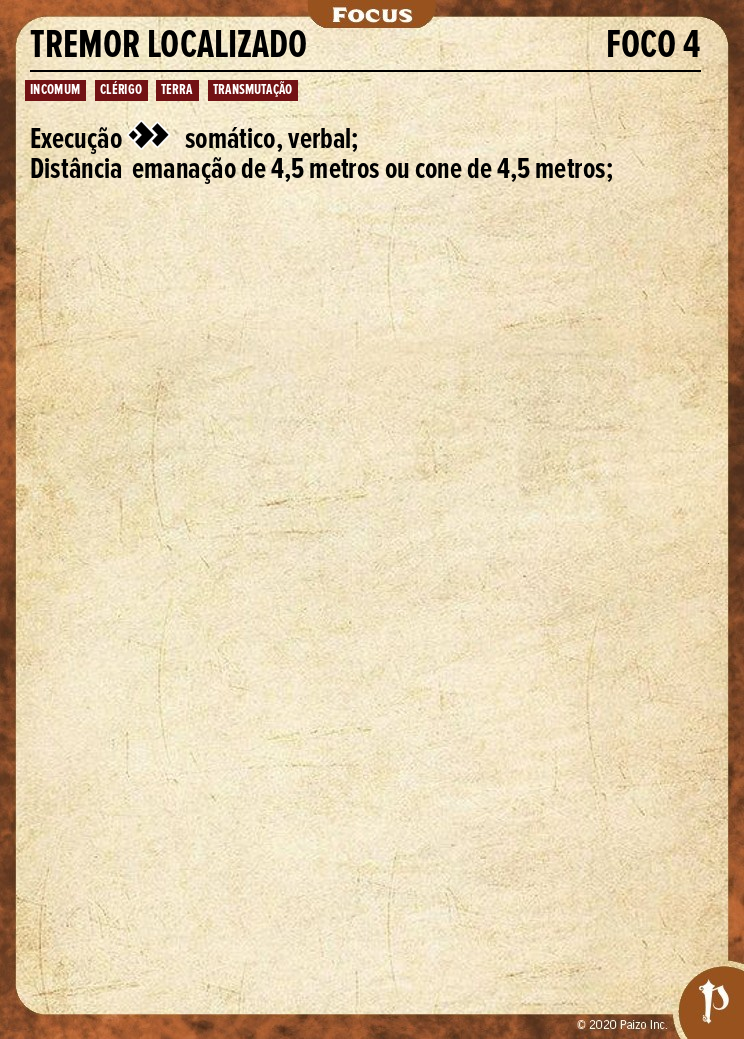 Focus
TREMOR LOCALIZADO FOCO 4
INCOMUM CLÉRIGO TERRA TRANSMUTAÇÃO
Execução somático, verbal;
Distância emanação de 4,5 metros ou cone de 4,5 metros;
© 2020 Paizo Inc.